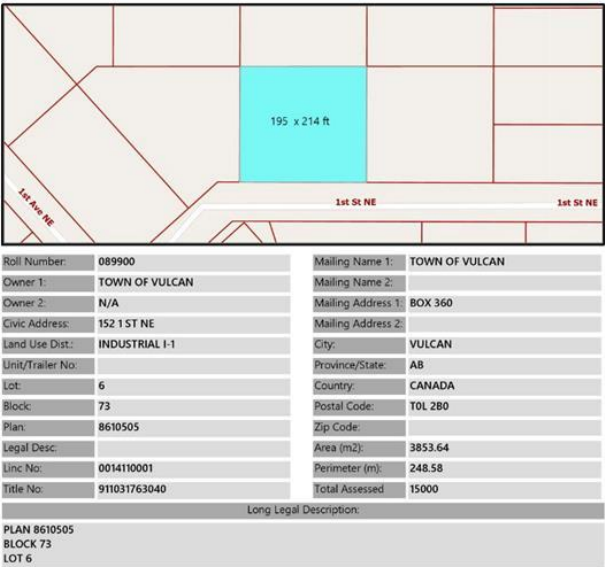 195 x 214 ft
1st Ave NE
1st St NE
1st St NE
Roll Number: 089900
Owner 1: TOWN OF VULCAN
Owner 2: N/A
Civic Address: 152 1 ST NE
Land Use Dist.: INDUSTRIAL I-1
Unit/Trailer No:
Lot: 6
Block: 73
Plan: 8610505
Legal Desc:
Linc No: 0014110001
Title No: 911031763040
Mailing Name 1: TOWN OF VULCAN
Mailing Name 2:
Mailing Address 1: BOX 360
Mailing Address 2:
City: VULCAN
Province/State: AB
Country: CANADA
Postal Code: T0L 2B0
Zip Code:
Area (m2): 3853.64
Perimeter (m): 248.58
Total Assessed 15000
Long Legal Description:
PLAN 8610505
BLOCK 73
LOT 6